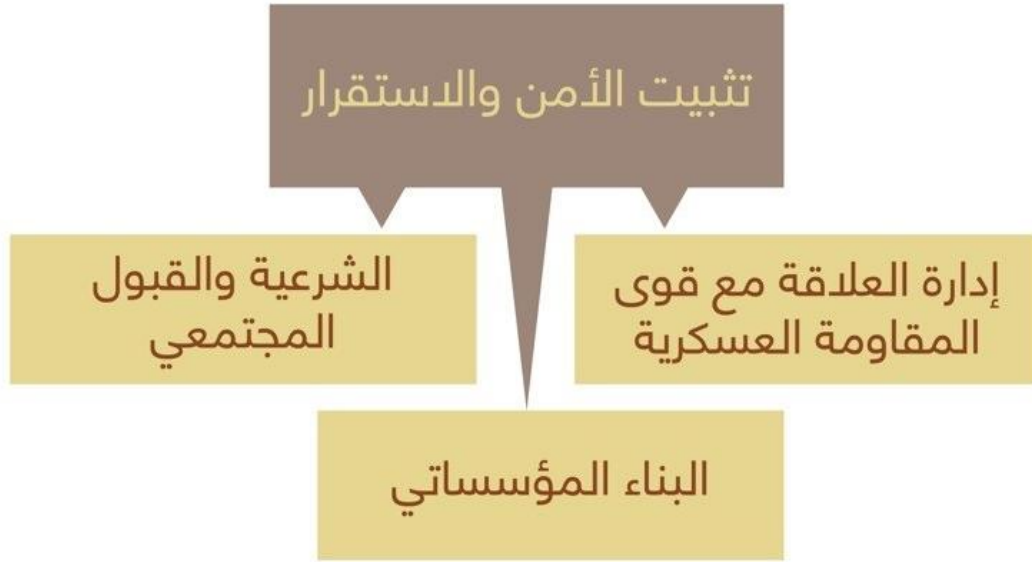 تثبيت الأمن والاستقرار
إدارة العلاقة مع قوى
المقاومة العسكرية
الشرعية والقبول
المجتمعي
البناء المؤسساتي